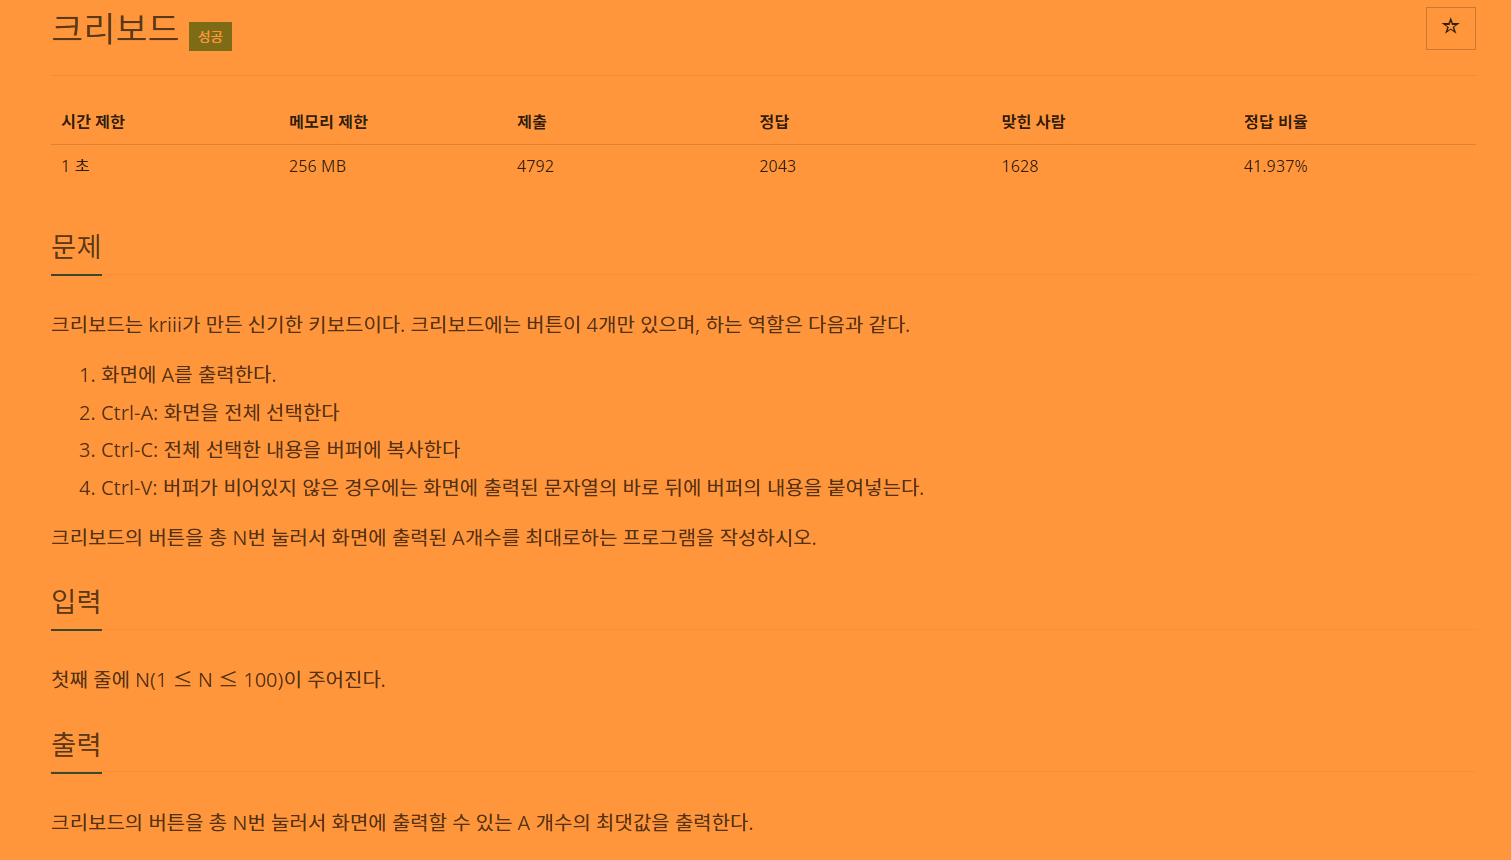 크리보드 성공
☆
시간 제한 메모리 제한 제출 정답 맞힌 사람 정답 비율
1 초 256 MB 4792 2043 1628 41.937%
문제
크리보드는 kriii가 만든 신기한 키보드이다. 크리보드에는 버튼이 4개만 있으며, 하는 역할은 다음과 같다.
1. 화면에 A를 출력한다.
2. Ctrl-A: 화면을 전체 선택한다
3. Ctrl-C: 전체 선택한 내용을 버퍼에 복사한다
4. Ctrl-V: 버퍼가 비어있지 않은 경우에는 화면에 출력된 문자열의 바로 뒤에 버퍼의 내용을 붙여넣는다.
크리보드의 버튼을 총 N번 눌러서 화면에 출력된 A개수를 최대로하는 프로그램을 작성하시오.
입력
첫째 줄에 N(1 ≤ N ≤ 100)이 주어진다.
출력
크리보드의 버튼을 총 N번 눌러서 화면에 출력할 수 있는 A 개수의 최댓값을 출력한다.